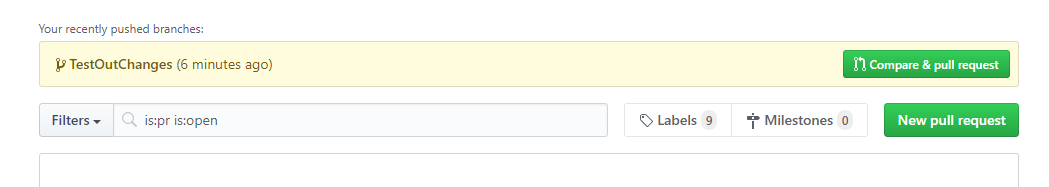 Your recently pushed branches:
TestOutChanges (6 minutes ago) Compare & pull request
Filters is:pr is:open Labels 9 Milestones 0 New pull request